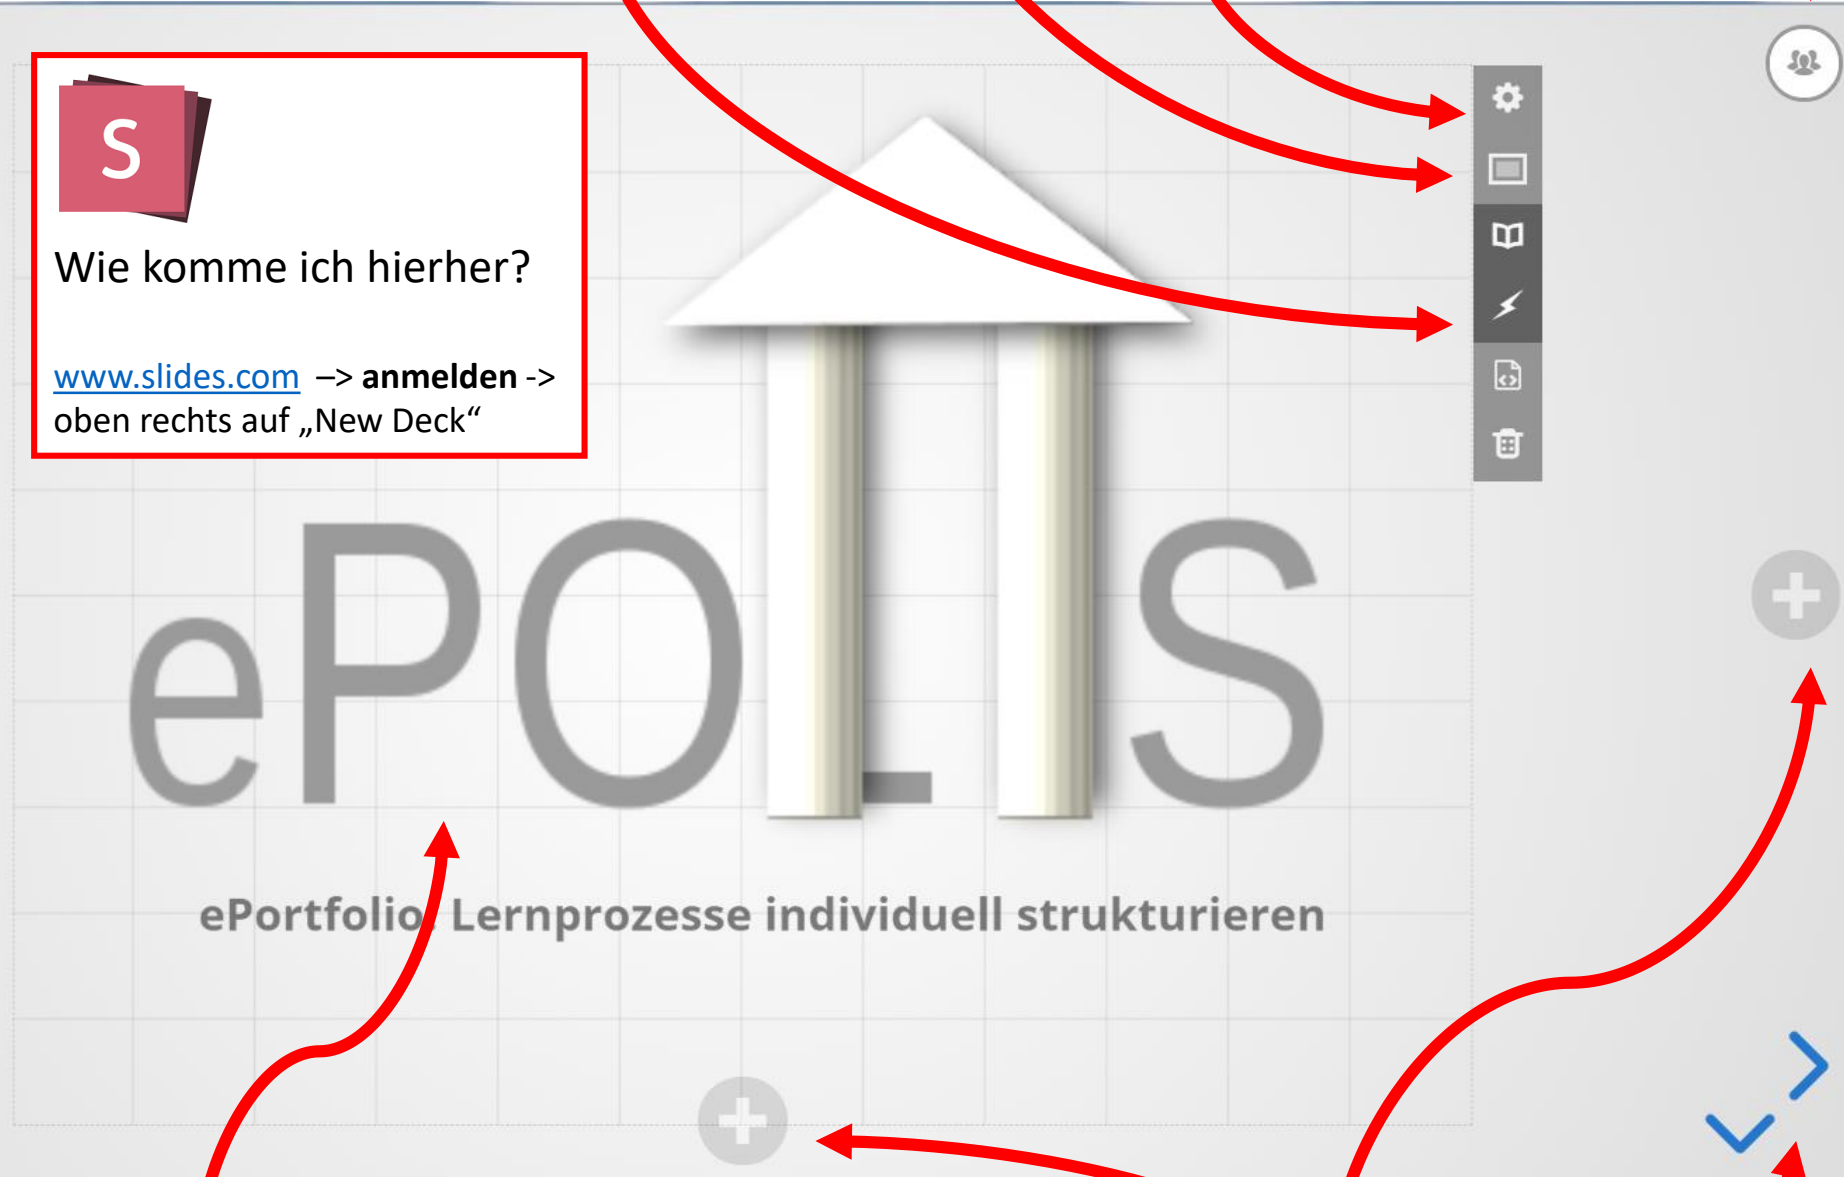 S
Wie komme ich hierher?
www.slides.com –> anmelden ->
oben rechts auf „New Deck“
ePOLIS
ePortfolio: Lernprozesse individuell strukturieren